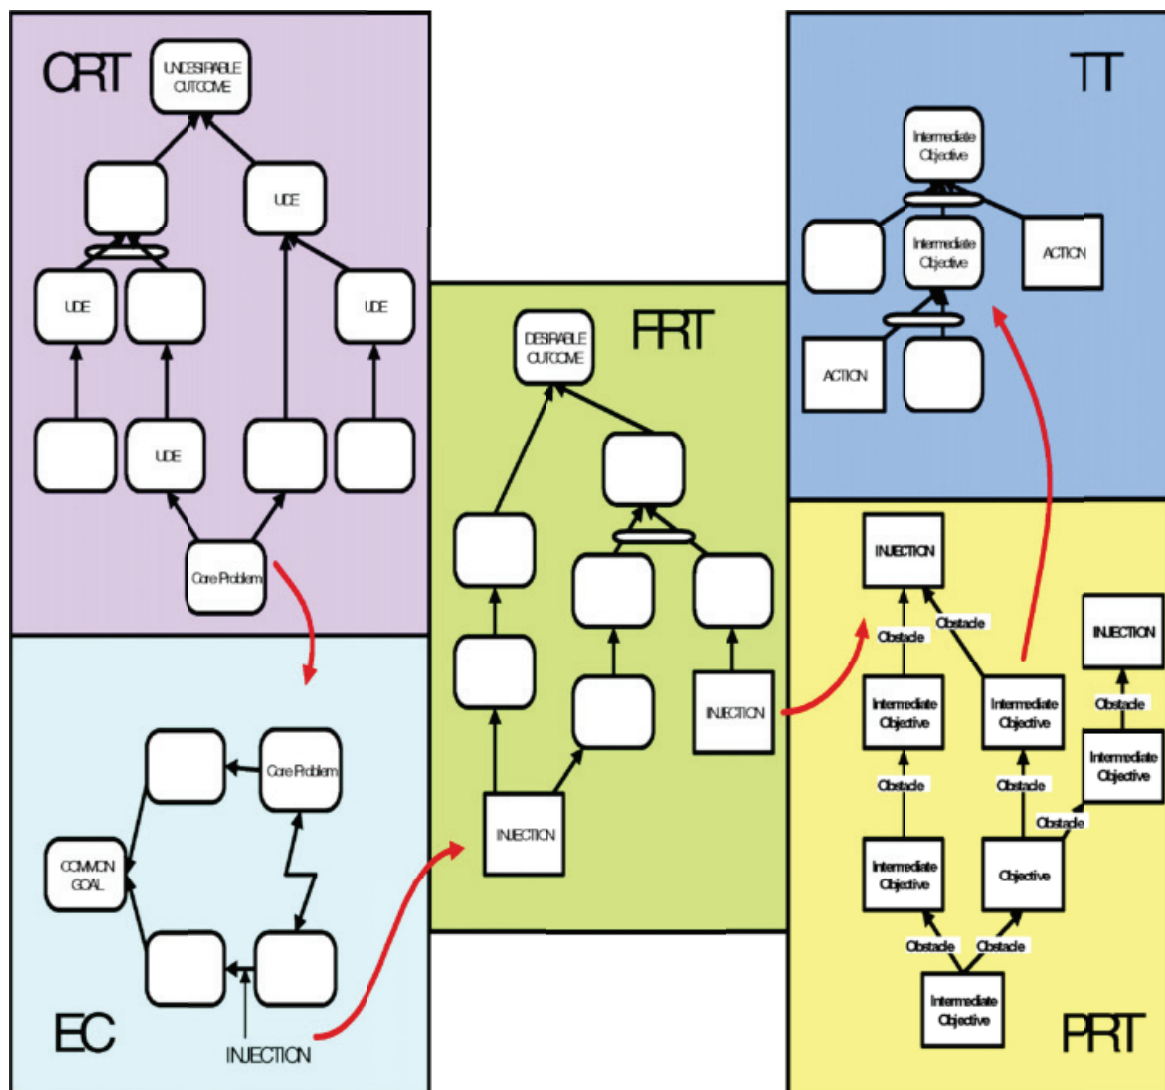 CRT
UNDESIRABLE
OUTCOME
UDE
UDE
UDE
UDE
Core Problem
EC
Core Problem
COMMON
GOAL
INJECTION
FRT
DESIRABLE
OUTCOME
INJECTION
INJECTION
TT
Intermediate
Objective
Intermediate
Objective
ACTION
ACTION
INJECTION
Obstacle
Obstacle
INJECTION
Intermediate
Objective
Intermediate
Objective
Obstacle
Intermediate
Objective
Obstacle
Obstacle
Obstacle
Intermediate
Objective
Objective
Obstacle
Obstacle
Intermediate
Objective
PRT